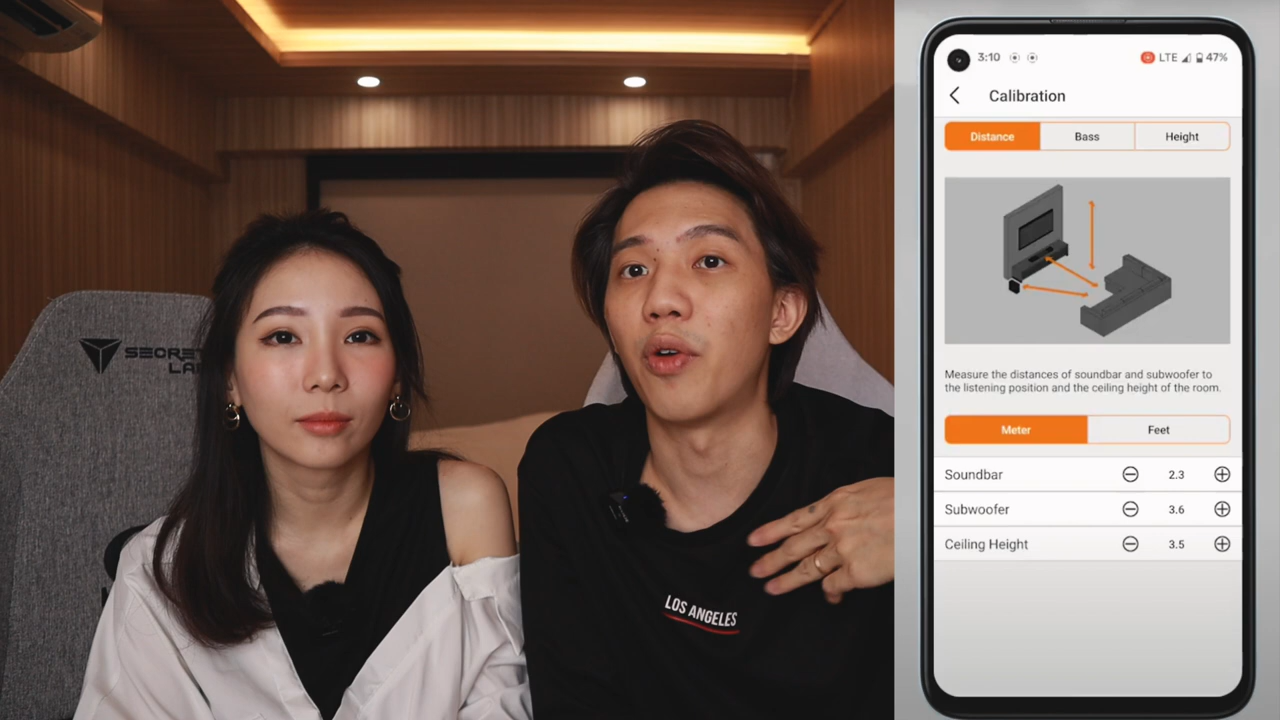 SECRET
LAB
LOS ANGELES
3:10
LTE
47%
Calibration
Distance
Bass
Height
Measure the distances of soundbar and subwoofer to
the listening position and the ceiling height of the room.
Meter
Feet
Soundbar
2.3
Subwoofer
3.6
Ceiling Height
3.5